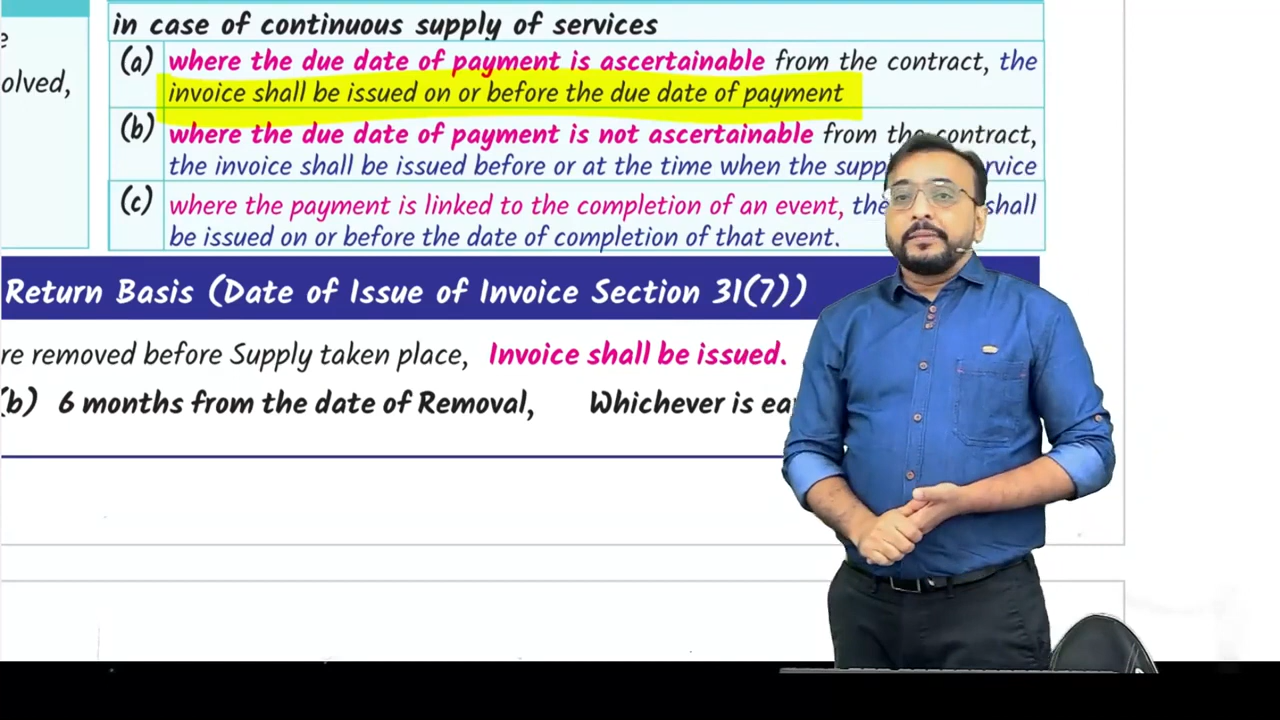 in case of continuous supply of services
e
olved,
(a) where the due date of payment is ascertainable from the contract, the
invoice shall be issued on or before the due date of payment
(b) where the due date of payment is not ascertainable from the contract,
the invoice shall be issued before or at the time when the supp rvice
(c) where the payment is linked to the completion of an event, the shall
be issued on or before the date of completion of that event.
Return Basis (Date of Issue of Invoice Section 31(7))
re removed before Supply taken place, Invoice shall be issued.
(b) 6 months from the date of Removal, Whichever is ea